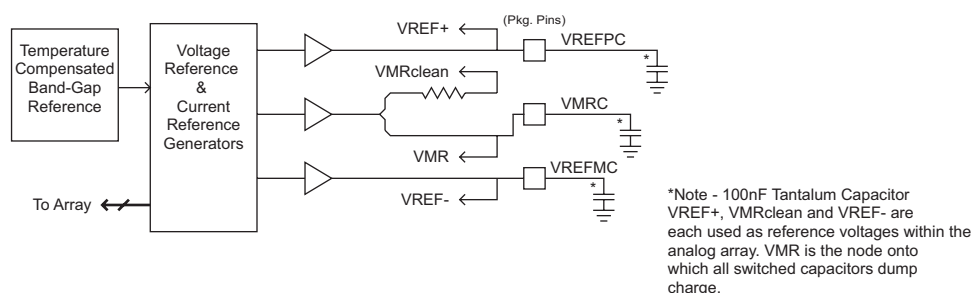 Temperature
Compensated
Band-Gap
Reference
Voltage
Reference
&
Current
Reference
Generators
To Array
VREF+
(Pkg. Pins)
VREFPC
*
VMRclean
VMRC
*
VMR
VREFMC
*
VREF-
*Note - 100nF Tantalum Capacitor
VREF+, VMRclean and VREF- are
each used as reference voltages within the
analog array. VMR is the node onto
which all switched capacitors dump
charge.